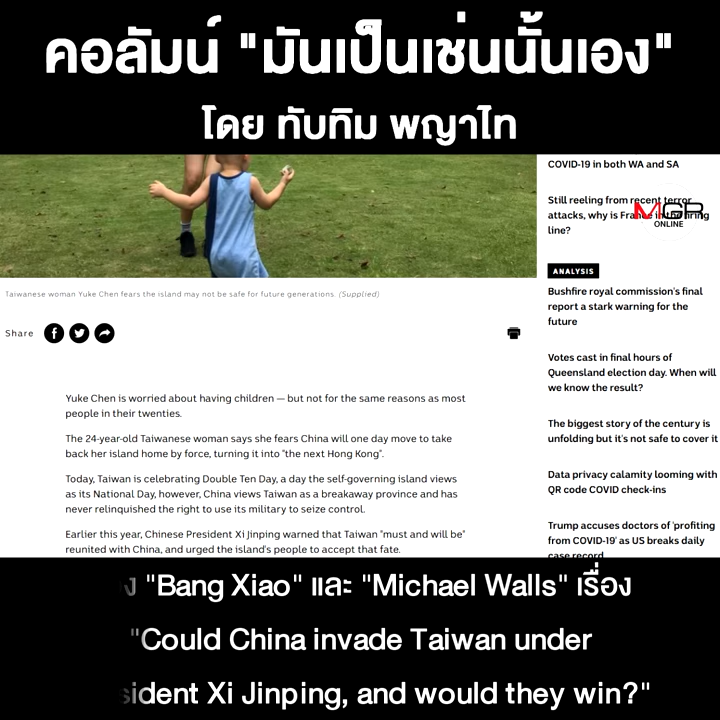 คอลัมน์ "มันเป็นเช่นนั้นเอง"
โดย ทับทิม พญาไท
Taiwanese woman Yuke Chen fears the island may not be safe for future generations. (Supplied)
Share
Yuke Chen is worried about having children — but not for the same reasons as most
people in their twenties.
The 24-year-old Taiwanese woman says she fears China will one day move to take
back her island home by force, turning it into "the next Hong Kong".
Today, Taiwan is celebrating Double Ten Day, a day the self-governing island views
as its National Day, however, China views Taiwan as a breakaway province and has
never relinquished the right to use its military to seize control.
Earlier this year, Chinese President Xi Jinping warned that Taiwan "must and will be"
reunited with China, and urged the island's people to accept that fate.
COVID-19 in both WA and SA
Still reeling from recent terror
attacks, why is France in the firing
line?
MGR
ONLINE
ANALYSIS
Bushfire royal commission's final
report a stark warning for the
future
Votes cast in final hours of
Queensland election day. When will
we know the result?
The biggest story of the century is
unfolding but it's not safe to cover it
Data privacy calamity looming with
QR code COVID check-ins
Trump accuses doctors of 'profiting
from COVID-19' as US breaks daily
case record
"Bang Xiao" และ "Michael Walls" เรื่อง
"Could China invade Taiwan under
sident Xi Jinping, and would they win?"